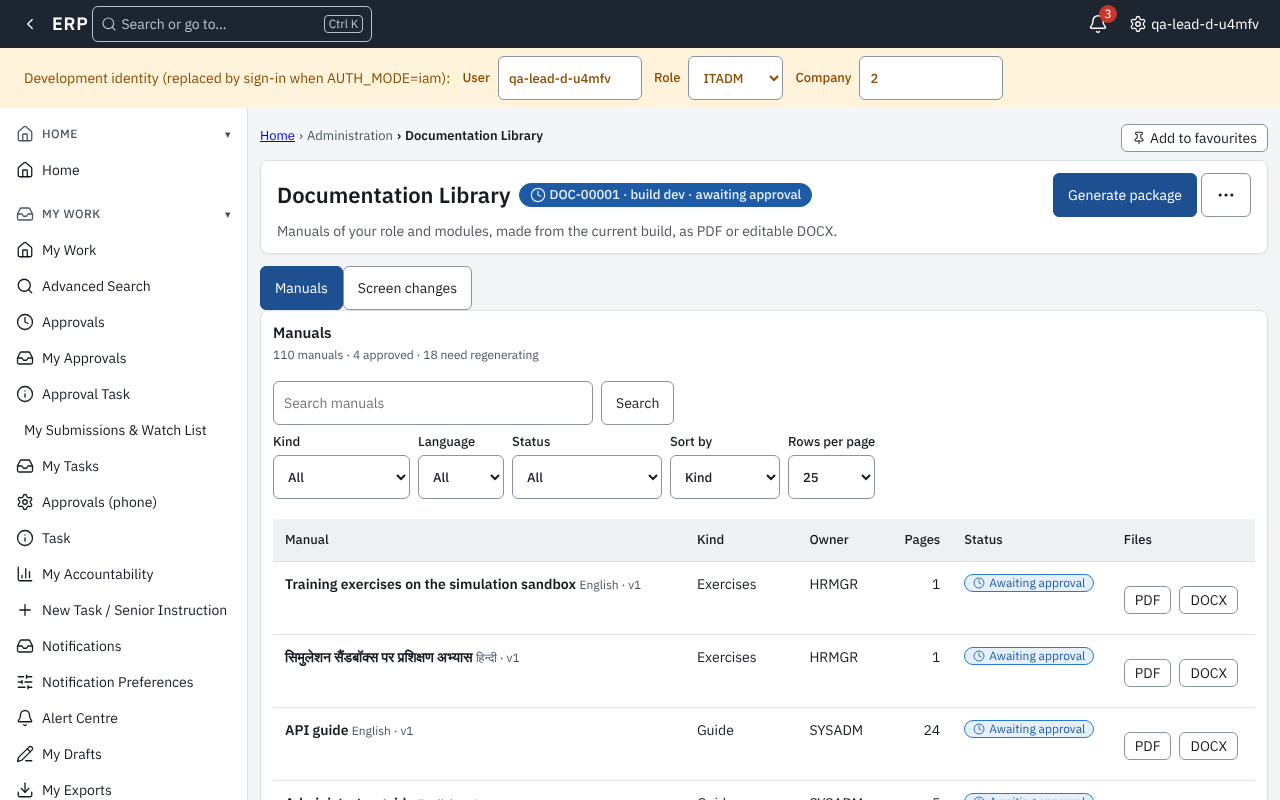 ERP
Search or go to...
Ctrl K
3
qa-lead-d-u4mfv
Development identity (replaced by sign-in when AUTH_MODE=iam):
User
qa-lead-d-u4mfv
Role
ITADM
Company
2
HOME
Home
MY WORK
My Work
Advanced Search
Approvals
My Approvals
Approval Task
My Submissions & Watch List
My Tasks
Approvals (phone)
Task
My Accountability
New Task / Senior Instruction
Notifications
Notification Preferences
Alert Centre
My Drafts
My Exports
Home › Administration › Documentation Library
Add to favourites
Documentation Library
DOC-00001 · build dev · awaiting approval
Generate package
Manuals of your role and modules, made from the current build, as PDF or editable DOCX.
Manuals
Screen changes
Manuals
110 manuals · 4 approved · 18 need regenerating
Search manuals
Search
Kind Language Status Sort by Rows per page
All All All Kind 25
Manual Kind Owner Pages Status Files
Training exercises on the simulation sandbox English · v1 Exercises HRMGR 1 Awaiting approval PDF DOCX
सिमुलेशन सैंडबॉक्स पर प्रशिक्षण अभ्यास हिन्दी · v1 Exercises HRMGR 1 Awaiting approval PDF DOCX
API guide English · v1 Guide SYSADM 24 Awaiting approval PDF DOCX